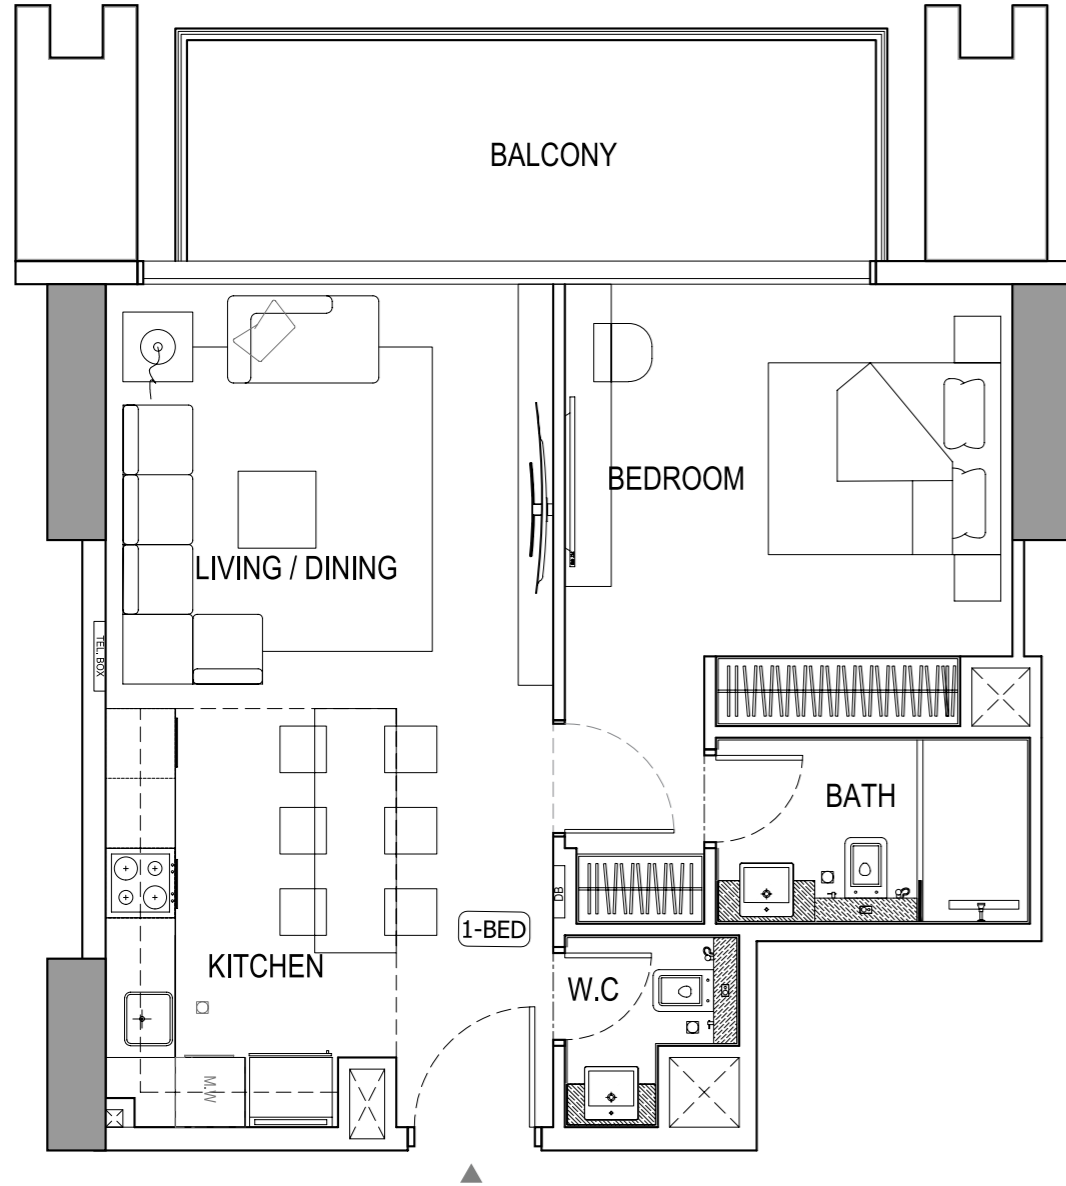 BALCONY
BEDROOM
LIVING / DINING
TEL. BOX
BATH
DB
1-BED
KITCHEN
W.C
M.W